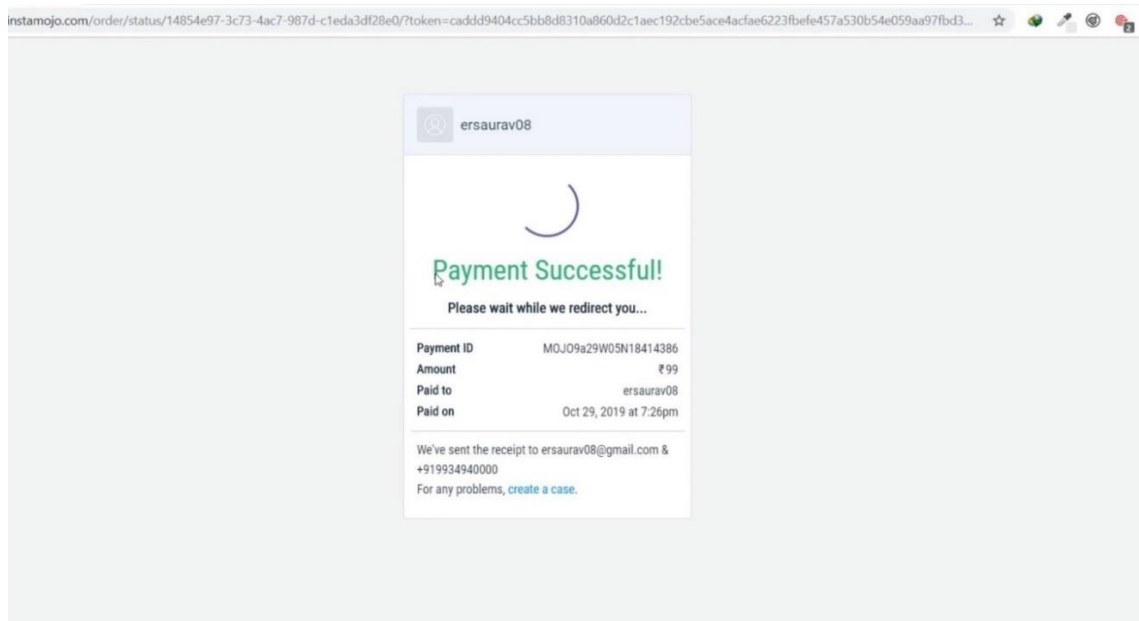 instamojo.com/order/status/14854e97-3c73-4ac7-987d-c1eda3df28e0/?token=caddd9404cc5bb8d8310a860d2c1aec192cbe5ace4acfae6223fbefe457a530b54e059aa97fbd3...
2
ersaurav08
Payment Successful!
Please wait while we redirect you...
Payment ID MOJO9a29W05N18414386
Amount ₹99
Paid to ersaurav08
Paid on Oct 29, 2019 at 7:26pm
We've sent the receipt to ersaurav08@gmail.com &
+919934940000
For any problems, create a case.